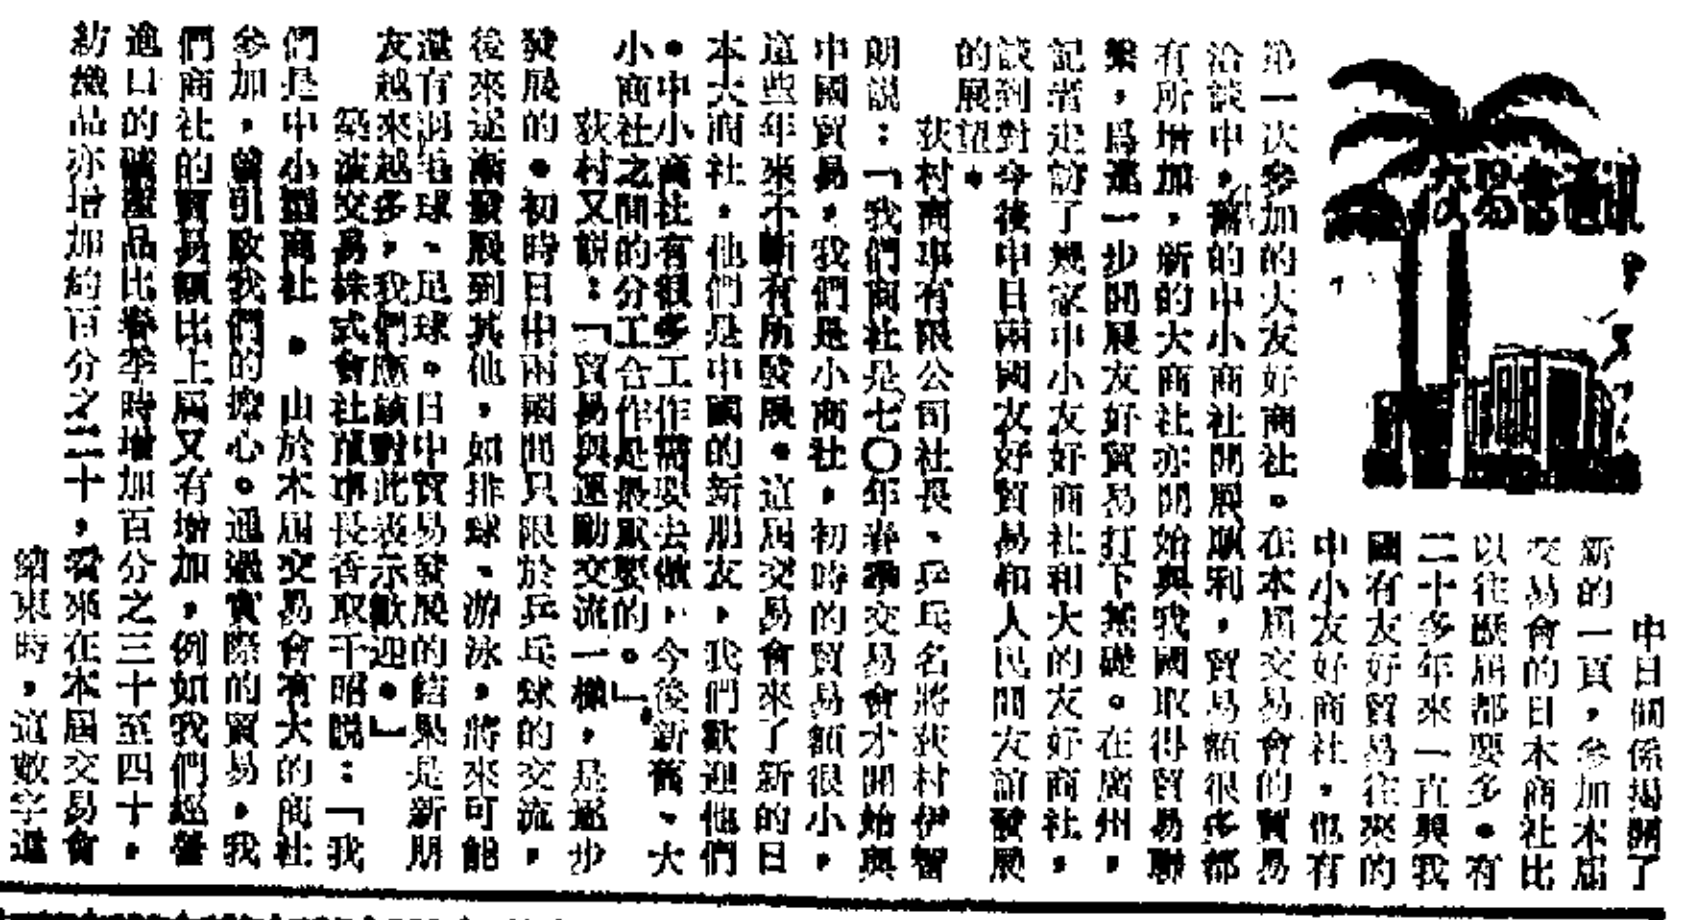 交易會通訊
中日關係揭開了
新的一頁，參加本屆
交易會的日本商社比
以往歷屆都要多。有
二十多年來一直與我
國有友好貿易往來的
中小友好商社，也有
第一次參加的大友好商社。在本屆交易會的貿易
洽談中，舊的中小商社開展順利，貿易額很多都
有所增加，新的大商社亦開始與我國取得貿易聯
繫，爲進一步開展友好貿易打下基礎。在廣州，
記者走訪了幾家中小友好商社和大的友好商社，
談到對今後中日兩國友好貿易和人民間友誼發展
的展望。
荻村商事有限公司社長、乒乓名將荻村伊智
朗説：「我們商社是七〇年春季交易會才開始與
中國貿易，我們是小商社，初時的貿易額很小，
這些年來不斷有所發展。這屆交易會來了新的日
本大商社，他們是中國的新朋友，我們歡迎他們
。中小商社有很多工作需要去做，今後新舊、大
小商社之間的分工合作是最重要的。」
荻村又説：「貿易與運動交流一樣，是逐步
發展的。初時日中兩國間只限於乒乓球的交流，
後來逐漸發展到其他，如排球、游泳，將來可能
還有羽毛球、足球。日中貿易發展的結果是新朋
友越來越多，我們應該對此表示歡迎。」
築波交易株式會社董事長香取千昭説：「我
們是中小型商社。由於本屆交易會有大的商社
參加，曾引致我們的擔心。通過實際的貿易，我
們商社的貿易額比上屆又有增加，例如我們經營
進口的礦產品比春季時增加百分之三十至四十，
紡織品亦增加約百分之二十，看來在本屆交易會
結束時，這數字還